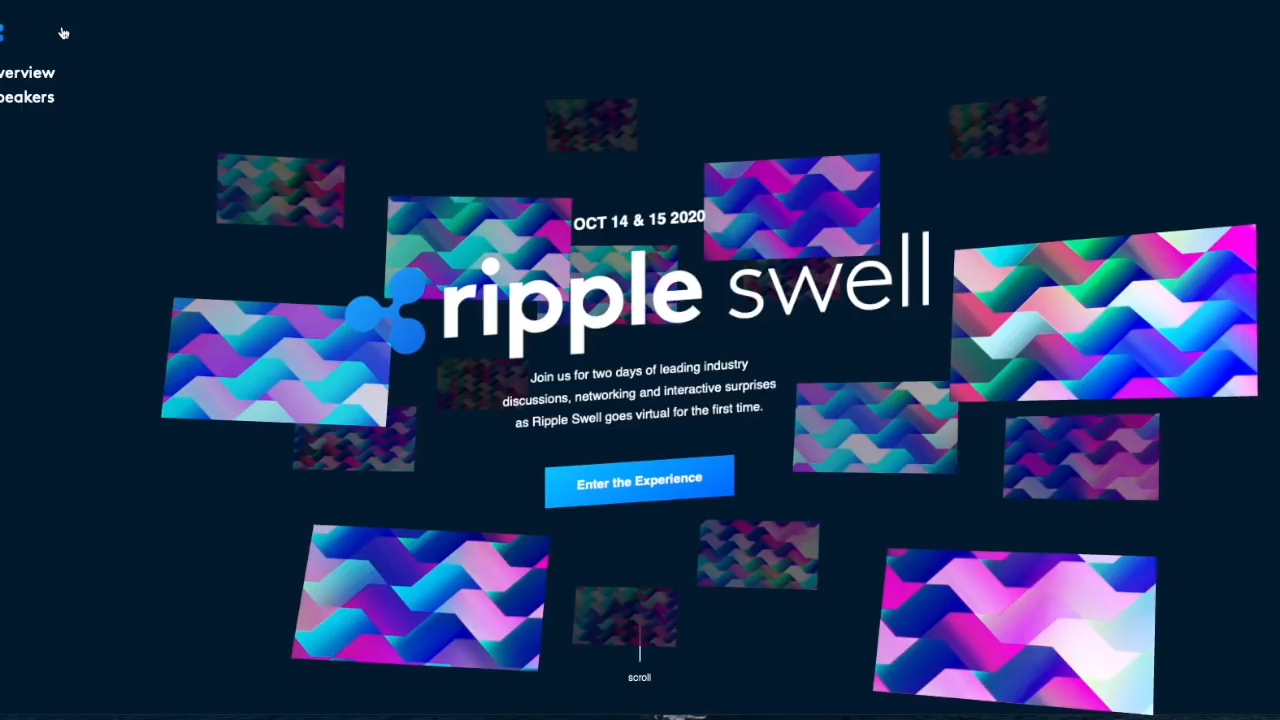 verview
peakers
OCT 14 & 15 2020
ripple swell
Join us for two days of leading industry
discussions, networking and interactive surprises
as Ripple Swell goes virtual for the first time.
Enter the Experience
scroll